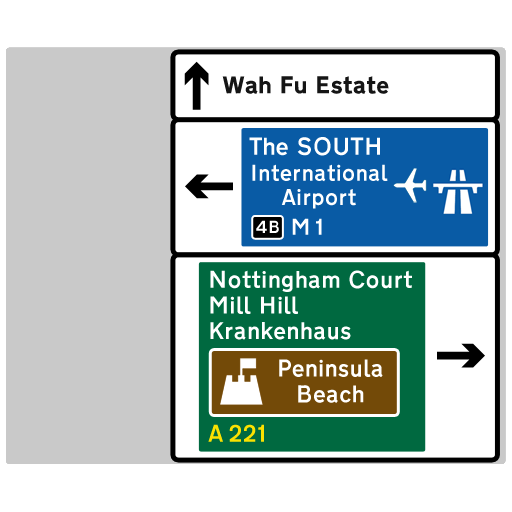 Wah Fu Estate
The SOUTH
International
Airport
4B M 1
Nottingham Court
Mill Hill
Krankenhaus
Peninsula
Beach
A 221